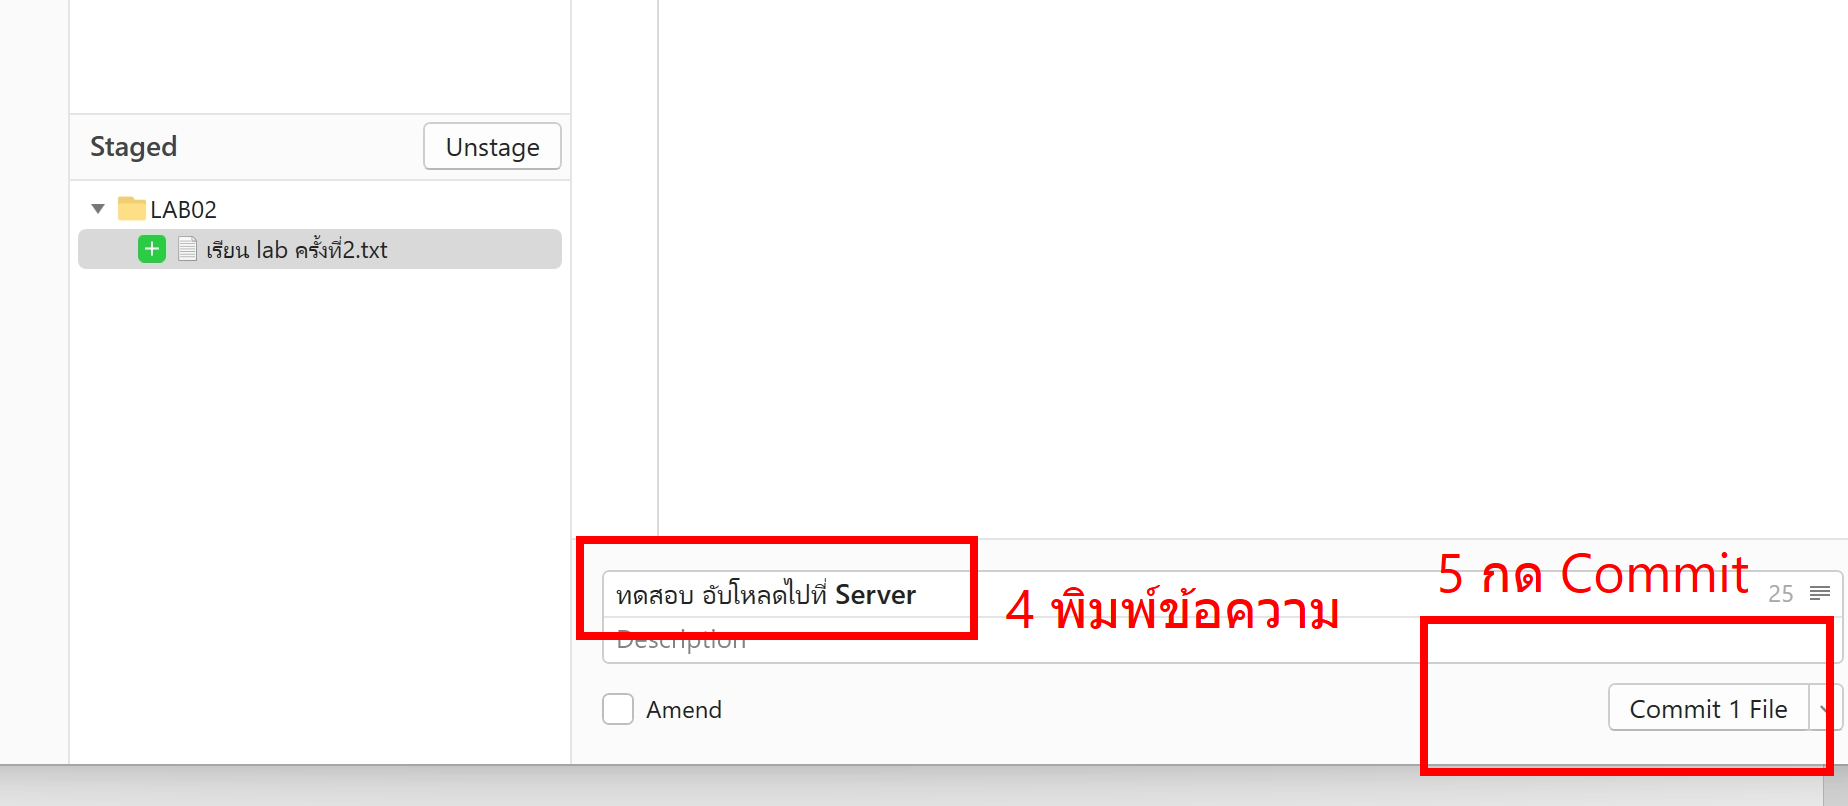 Staged
Unstage
LAB02
เรียน lab ครั้งที่2.txt
ทดสอบ อับโหลดไปที่ Server
4 พิมพ์ข้อความ
5 กด Commit
25
Description
Amend
Commit 1 File